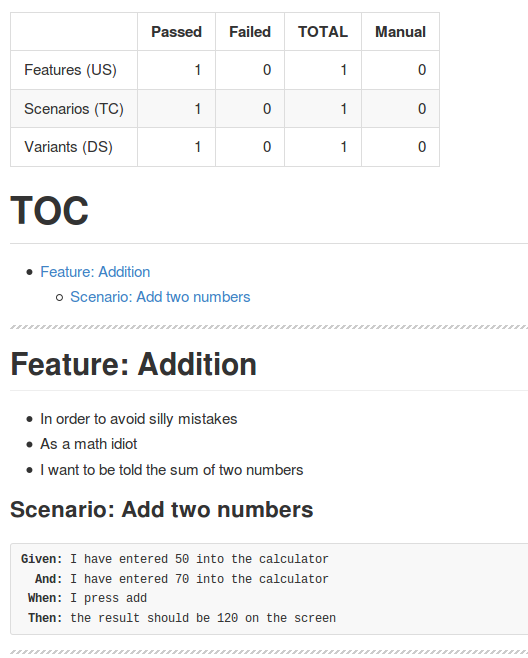 Passed Failed TOTAL Manual
Features (US) 1 0 1 0
Scenarios (TC) 1 0 1 0
Variants (DS) 1 0 1 0
TOC
Feature: Addition
Scenario: Add two numbers
Feature: Addition
In order to avoid silly mistakes
As a math idiot
I want to be told the sum of two numbers
Scenario: Add two numbers
Given: I have entered 50 into the calculator
And: I have entered 70 into the calculator
When: I press add
Then: the result should be 120 on the screen